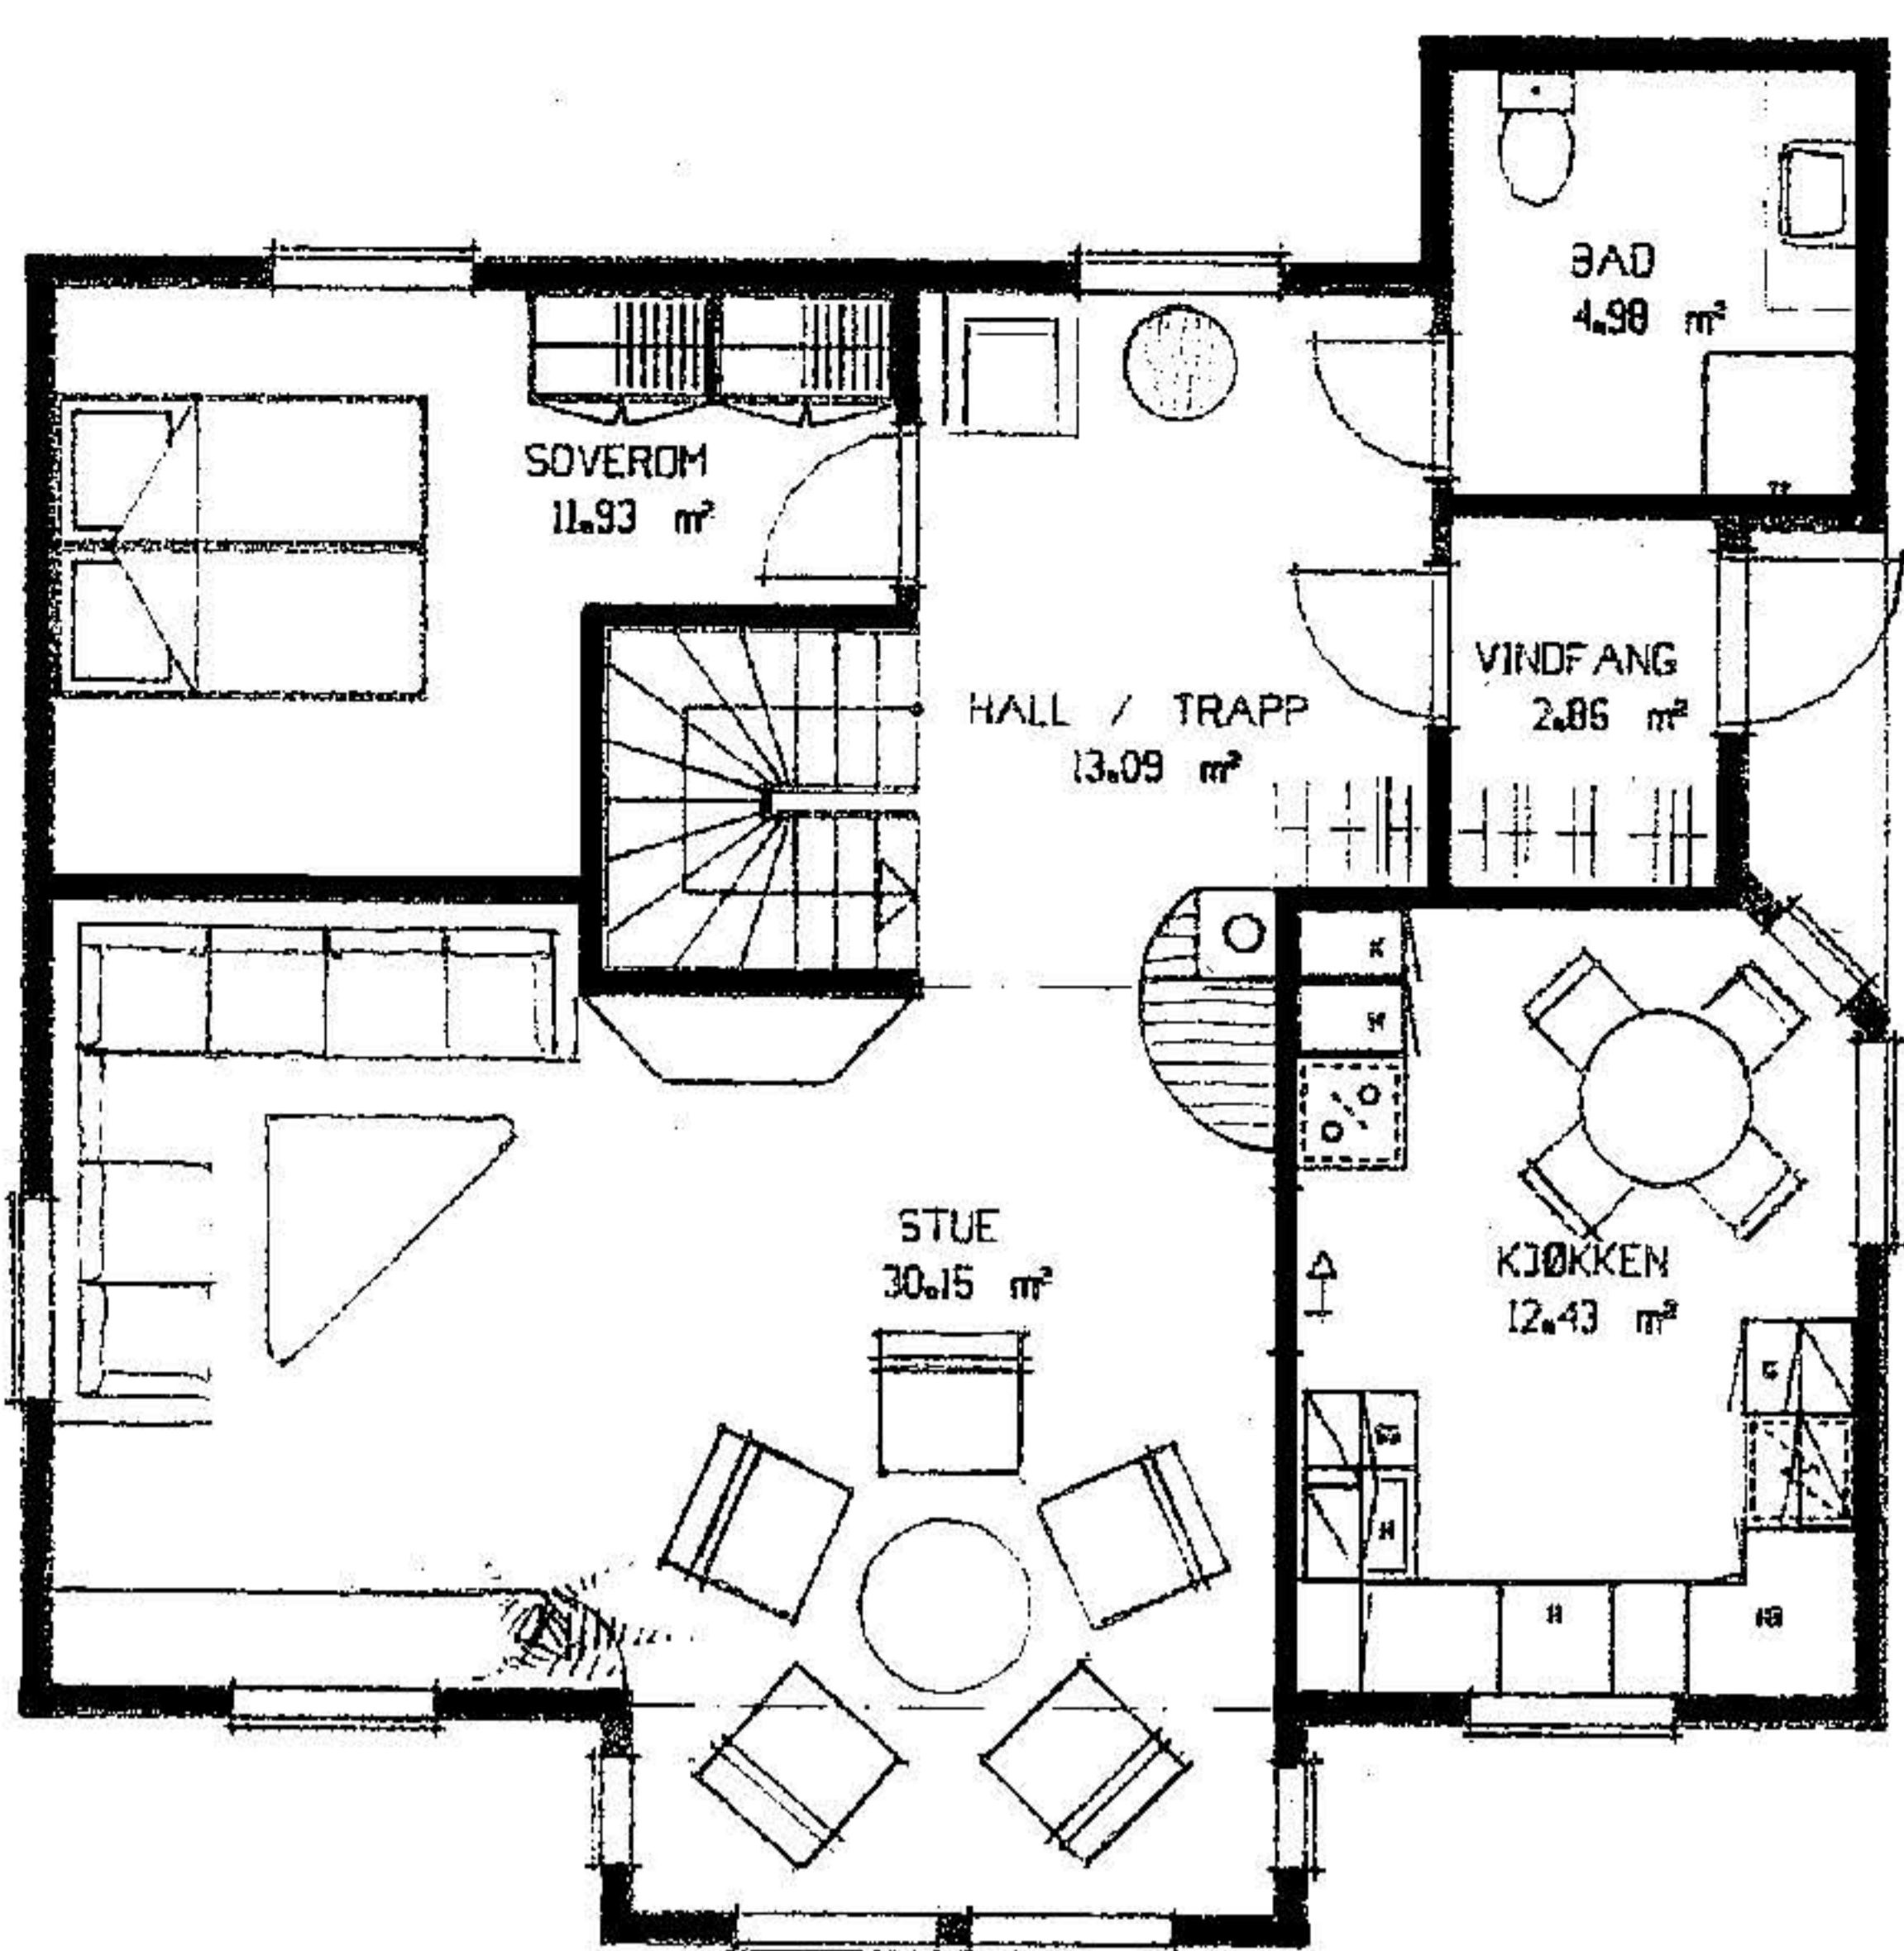 BAD
4.98 m²
SOVEROM
11.93 m²
VINDFANG
2.86 m²
HALL / TRAPP
13.09 m²
K
STUE
30.15 m²
KJØKKEN
12.43 m²